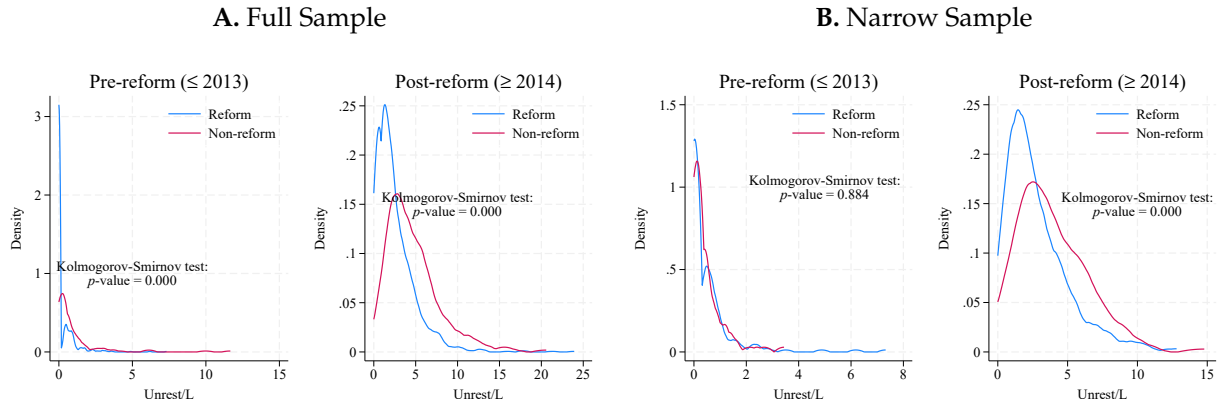 A. Full Sample
Pre-reform (≤ 2013)
Reform
Non-reform
Kolmogorov-Smirnov test:
p-value = 0.000
Density
3
2
1
0
0
5
10
15
Unrest/L
Post-reform (≥ 2014)
Reform
Non-reform
Kolmogorov-Smirnov test:
p-value = 0.000
Density
.25
.2
.15
.1
.05
0
0
4
8
12
16
20
24
Unrest/L
B. Narrow Sample
Pre-reform (≤ 2013)
Reform
Non-reform
Kolmogorov-Smirnov test:
p-value = 0.884
Density
1.5
1
.5
0
0
2
4
6
8
Unrest/L
Post-reform (≥ 2014)
Reform
Non-reform
Kolmogorov-Smirnov test:
p-value = 0.000
Density
.25
.2
.15
.1
.05
0
0
5
10
15
Unrest/L